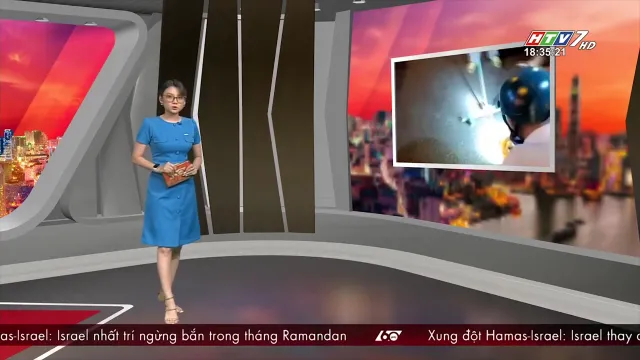 HTV7 HD
18:35:21
as-Israel: Israel nhất trí ngừng bắn trong tháng Ramandan 60 Xung đột Hamas-Israel: Israel thay